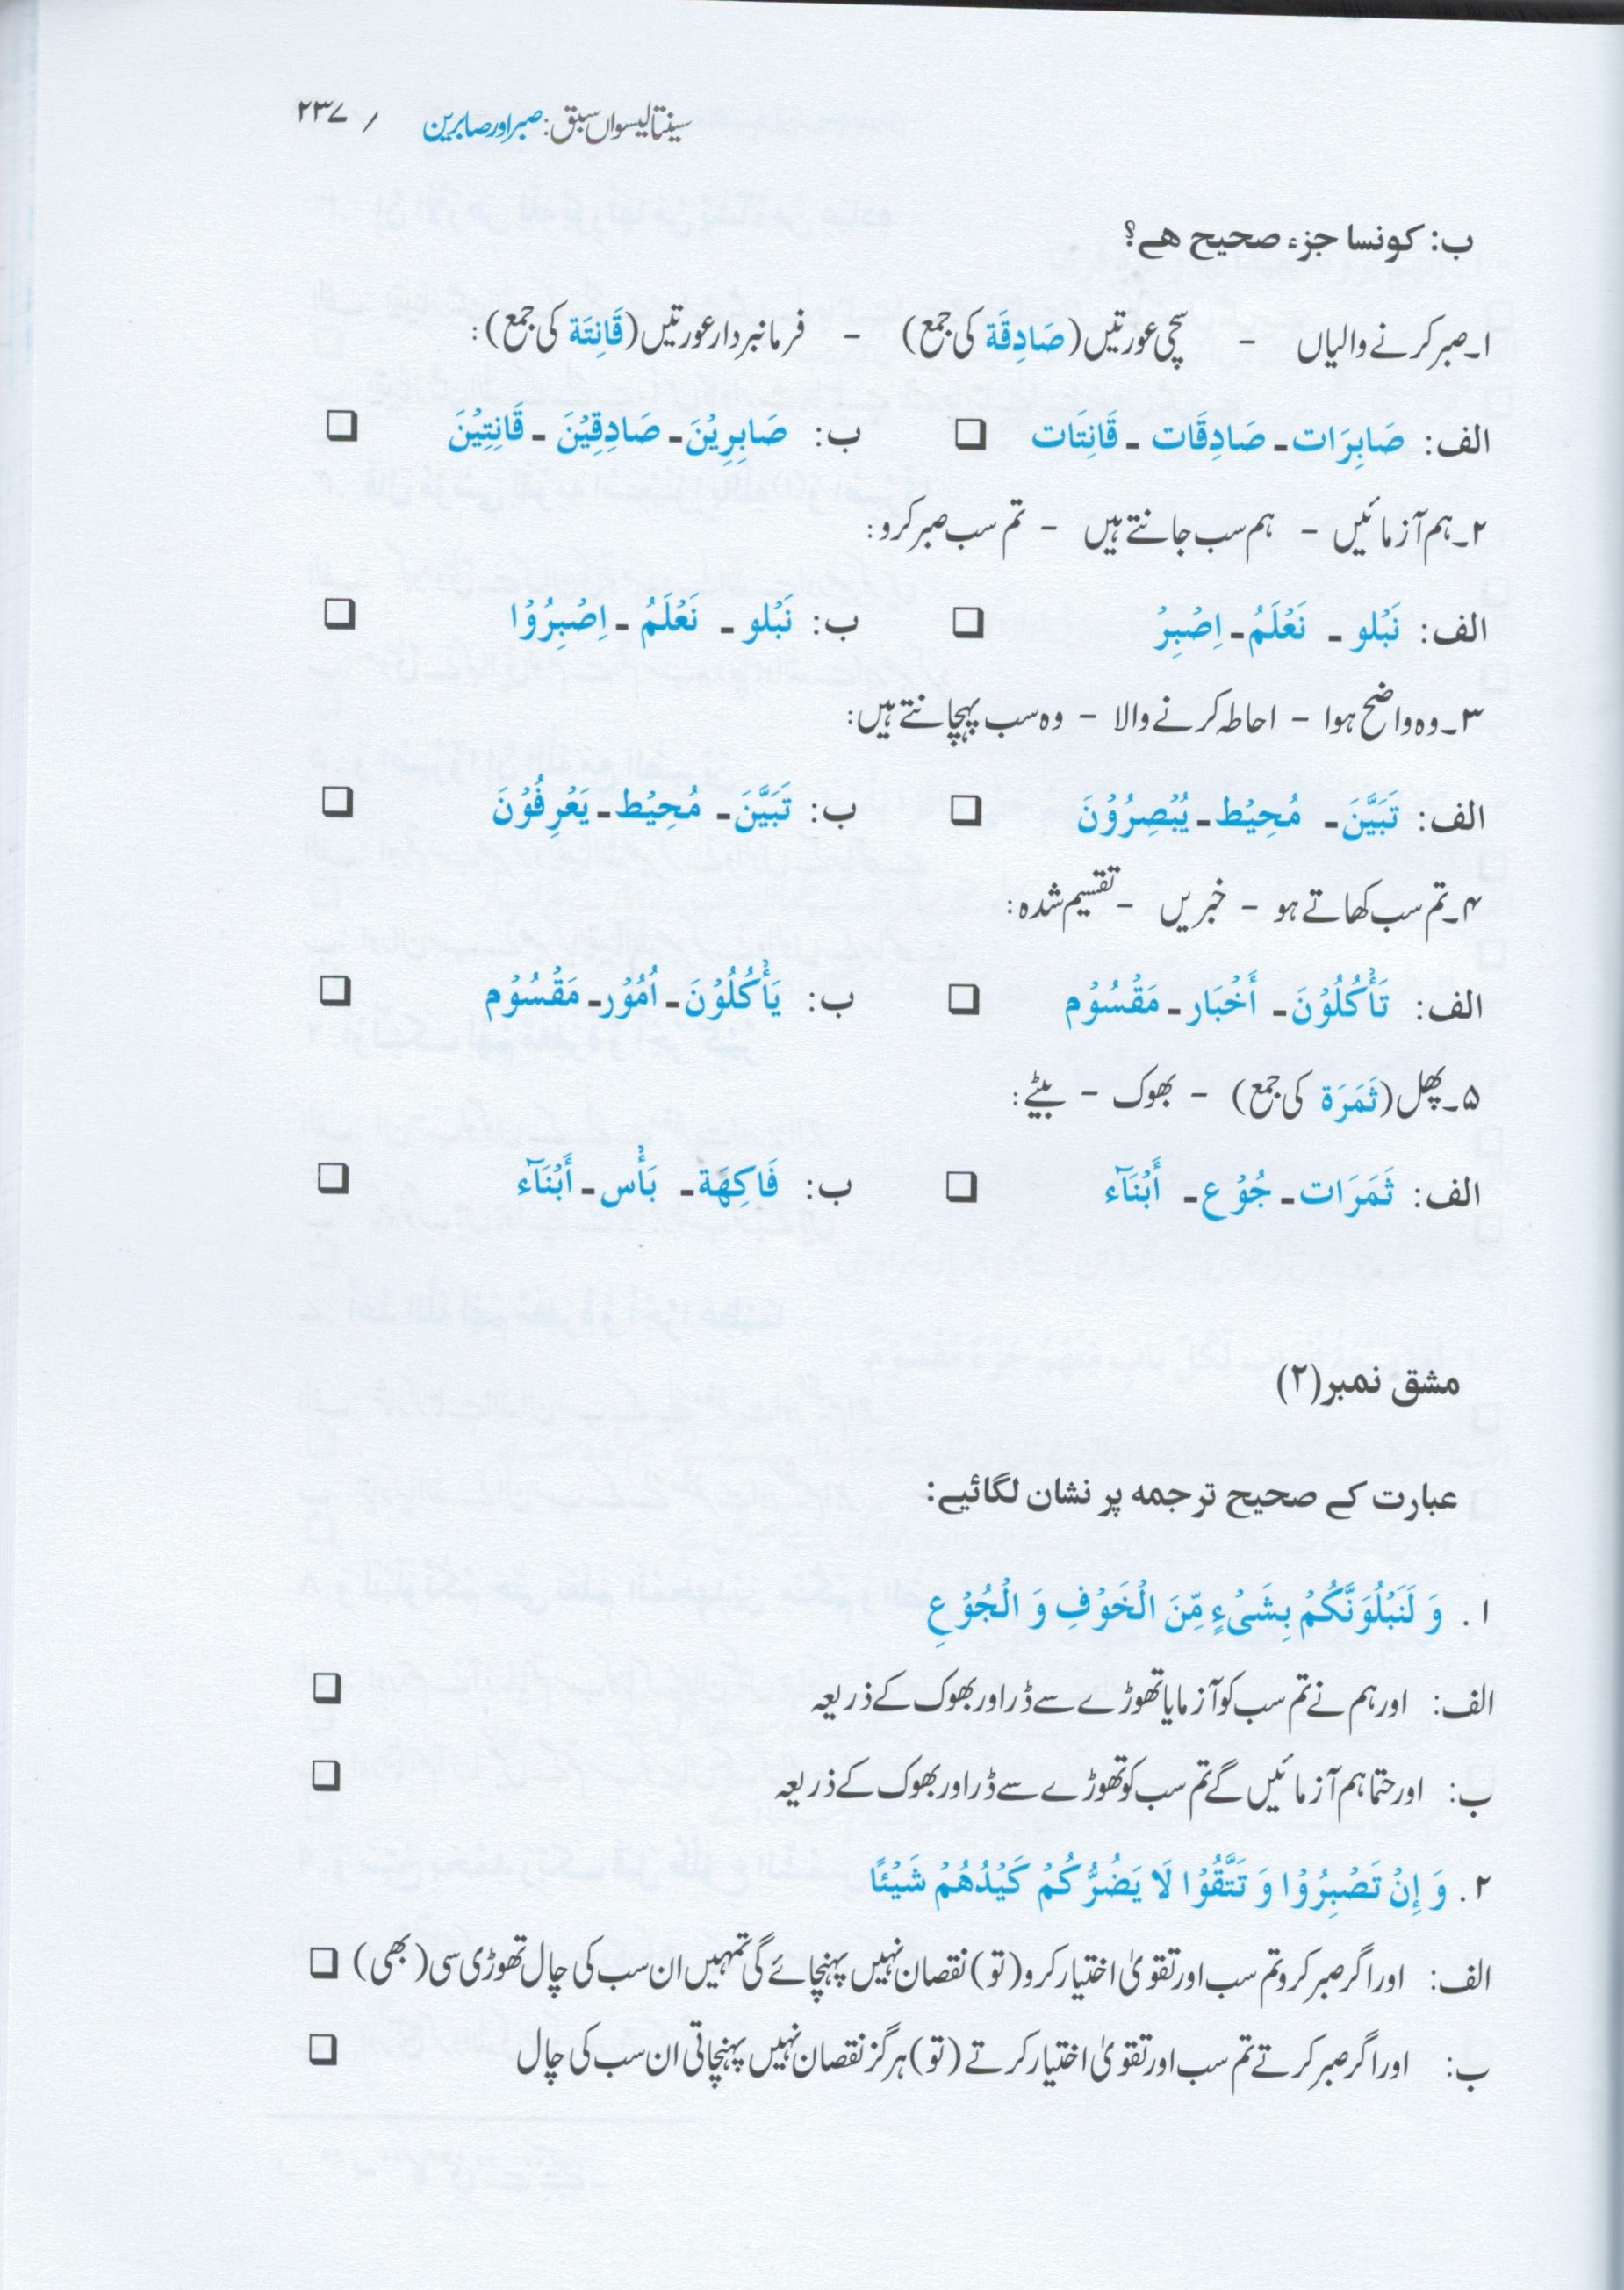 سینتالیسواں سبق: صبر اور صابرین / ۲۳۷
ب: کونسا جزء صحیح ھے؟
۱۔صبر کرنے والیاں - سچی عورتیں (صَادِقَة کی جمع) - فرمانبردار عورتیں (قَانِتَة کی جمع):
الف: صَابِرَات ـ صَادِقَات ـ قَانِتَات ❑ ب: صَابِرِیْنَ ـ صَادِقِیْنَ ـ قَانِتِیْنَ ❑
۲۔ہم آزمائیں - ہم سب جانتے ہیں - تم سب صبر کرو:
الف: نَبْلو ـ نَعْلَمُ ـ اِصْبِرْ ❑ ب: نَبْلو ـ نَعْلَمُ ـ اِصْبِرُوْا ❑
۳۔وہ واضح ہوا - احاطہ کرنے والا - وہ سب پہچانتے ہیں:
الف: تَبَیَّنَ ـ مُحِیْط ـ یُبْصِرُوْنَ ❑ ب: تَبَیَّنَ ـ مُحِیْط ـ یَعْرِفُوْنَ ❑
۴۔تم سب کھاتے ہو - خبریں - تقسیم شدہ:
الف: تَأْکُلُوْنَ ـ أَخْبَار ـ مَقْسُوْم ❑ ب: یَأْکُلُوْنَ ـ اُمُوْر ـ مَقْسُوْم ❑
۵۔پھل (ثَمَرَة کی جمع) - بھوک - بیٹے:
الف: ثَمَرَات ـ جُوْع ـ أَبْنَآء ❑ ب: فَاکِهَة ـ بَأْس ـ أَبْنَآء ❑
مشق نمبر (۲)
عبارت کے صحیح ترجمہ پر نشان لگائیے:
۱. وَ لَنَبْلُوَنَّکُمْ بِشَیْءٍ مِّنَ الْخَوْفِ وَ الْجُوْعِ
الف: اور ہم نے تم سب کو آزمایا تھوڑے سے ڈر اور بھوک کے ذریعہ ❑
ب: اور حتما ہم آزمائیں گے تم سب کو تھوڑے سے ڈر اور بھوک کے ذریعہ ❑
۲. وَ إِنْ تَصْبِرُوْا وَ تَتَّقُوْا لَا یَضُرُّکُمْ کَیْدُهُمْ شَیْئًا
الف: اور اگر صبر کرو تم سب اور تقویٰ اختیار کرو (تو) نقصان نہیں پہنچائے گی تمہیں ان سب کی چال تھوڑی سی (بھی) ❑
ب: اور اگر صبر کرتے تم سب اور تقویٰ اختیار کرتے (تو) ہرگز نقصان نہیں پہنچاتی ان سب کی چال ❑